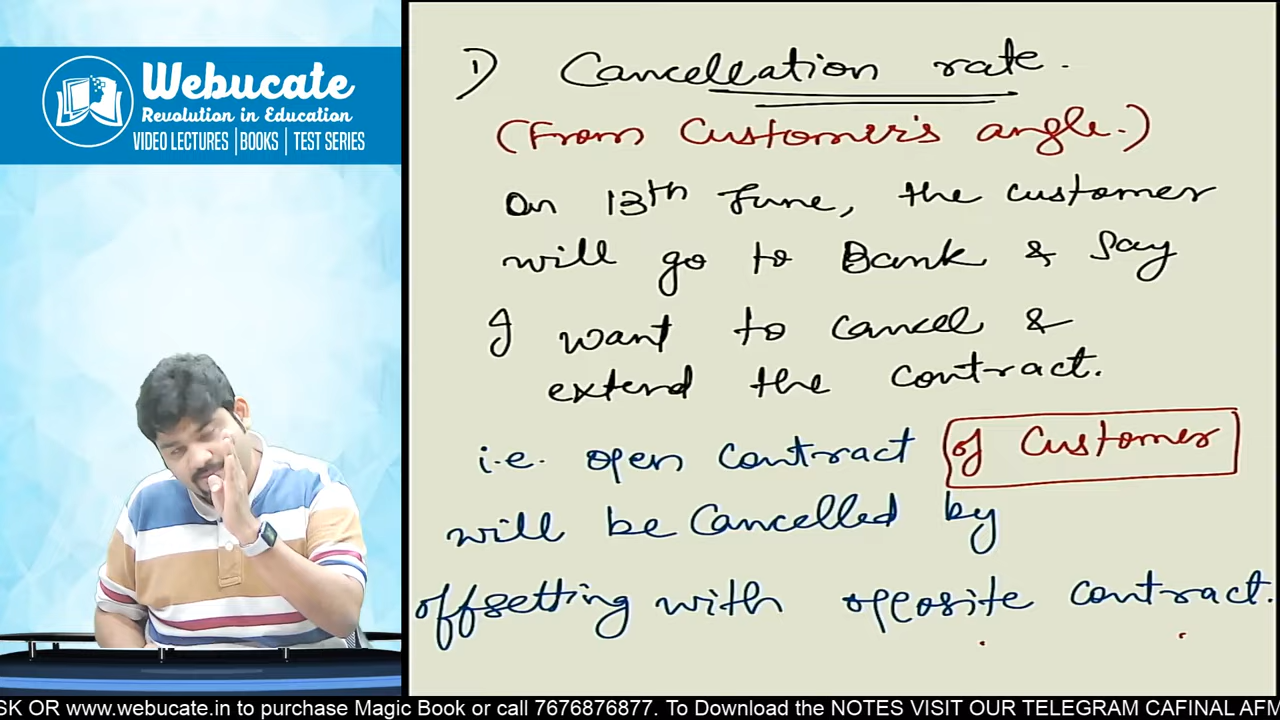 Webucate
Revolution in Education
VIDEO LECTURES | BOOKS | TEST SERIES
1) Cancellation rate.
(From Customer's angle.)
On 13th June, the customer
will go to Bank & Say
I want to cancel &
extend the contract.
i.e. open contract of Customer
will be Cancelled by
offsetting with opposite contract.
SK OR www.webucate.in to purchase Magic Book or call 7676876877. To Download the NOTES VISIT OUR TELEGRAM CAFINAL AFM